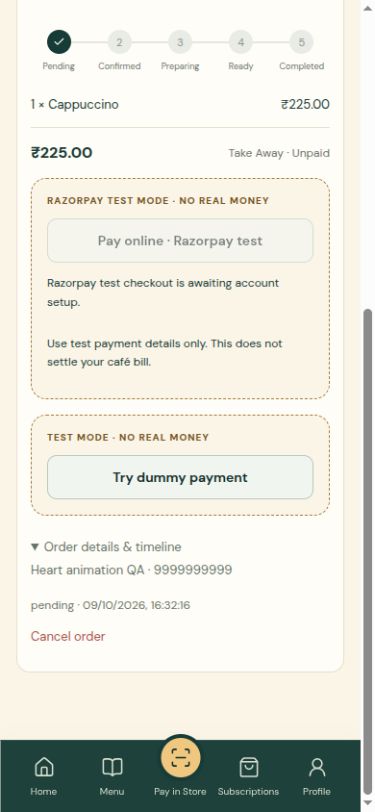 2 3 4 5
Pending Confirmed Preparing Ready Completed
1 × Cappuccino ₹225.00
₹225.00 Take Away · Unpaid
RAZORPAY TEST MODE · NO REAL MONEY
Pay online · Razorpay test
Razorpay test checkout is awaiting account
setup.
Use test payment details only. This does not
settle your café bill.
TEST MODE · NO REAL MONEY
Try dummy payment
▼ Order details & timeline
Heart animation QA · 9999999999
pending · 09/10/2026, 16:32:16
Cancel order
Home Menu Pay in Store Subscriptions Profile